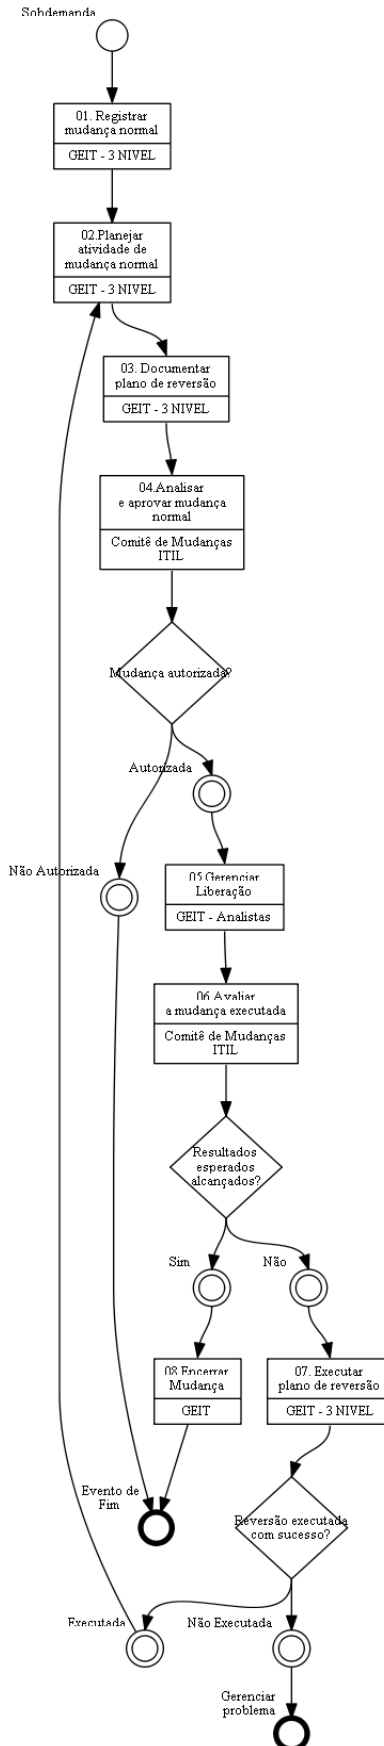 Sobdemanda
01. Registrar
mudança normal
GEIT - 3 NIVEL
02.Planejar
atividade de
mudança normal
GEIT - 3 NIVEL
03. Documentar
plano de reversão
GEIT - 3 NIVEL
04.Analisar
e aprovar mudança
normal
Comitê de Mudanças
ITIL
Mudança autorizada?
Autorizada
Não Autorizada
05.Gerenciar
Liberação
GEIT - Analistas
06.Avaliar
a mudança executada
Comitê de Mudanças
ITIL
Resultados
esperados
alcançados?
Sim
Não
08.Encerrar
Mudança
GEIT
07. Executar
plano de reversão
GEIT - 3 NIVEL
Evento de
Fim
Reversão executada
com sucesso?
Executada
Não Executada
Gerenciar
problema